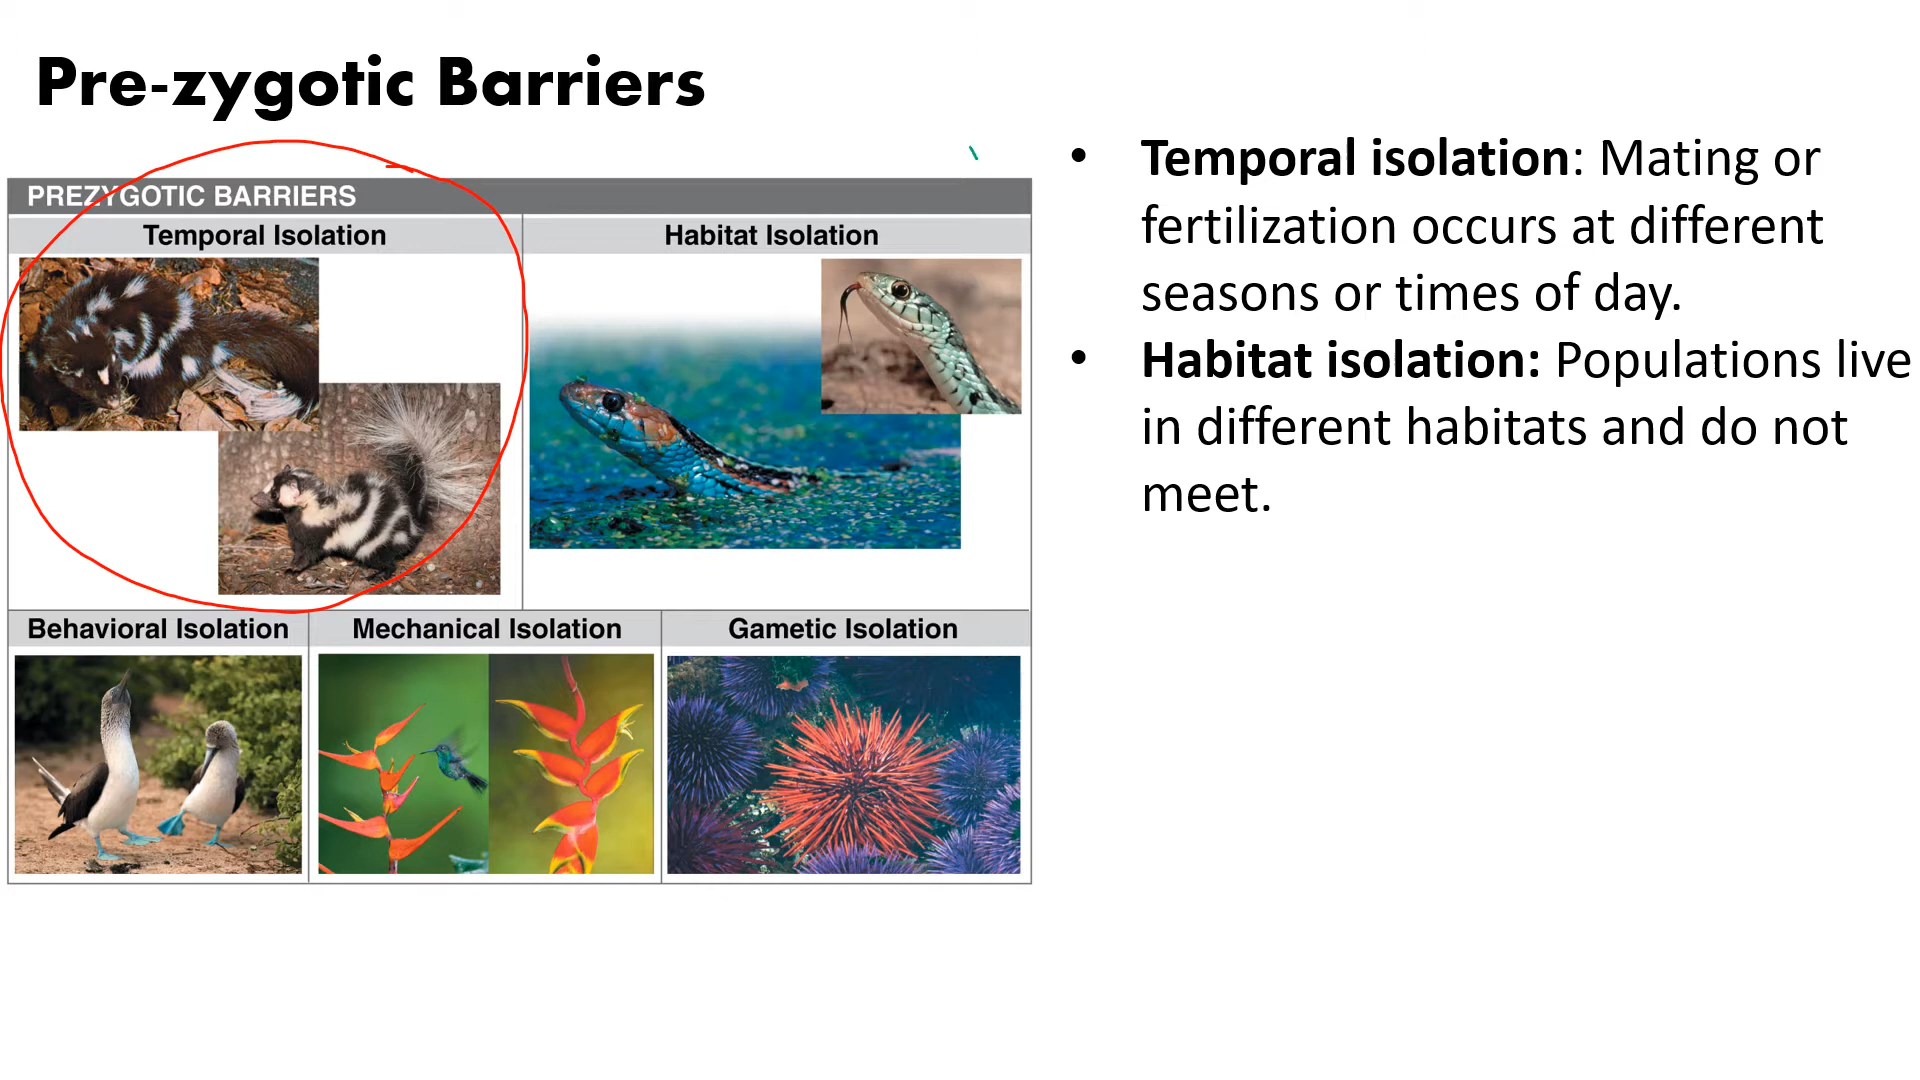 Pre-zygotic Barriers
PREZYGOTIC BARRIERS
Temporal Isolation
Habitat Isolation
Behavioral Isolation
Mechanical Isolation
Gametic Isolation
• Temporal isolation: Mating or
fertilization occurs at different
seasons or times of day.
• Habitat isolation: Populations live
in different habitats and do not
meet.